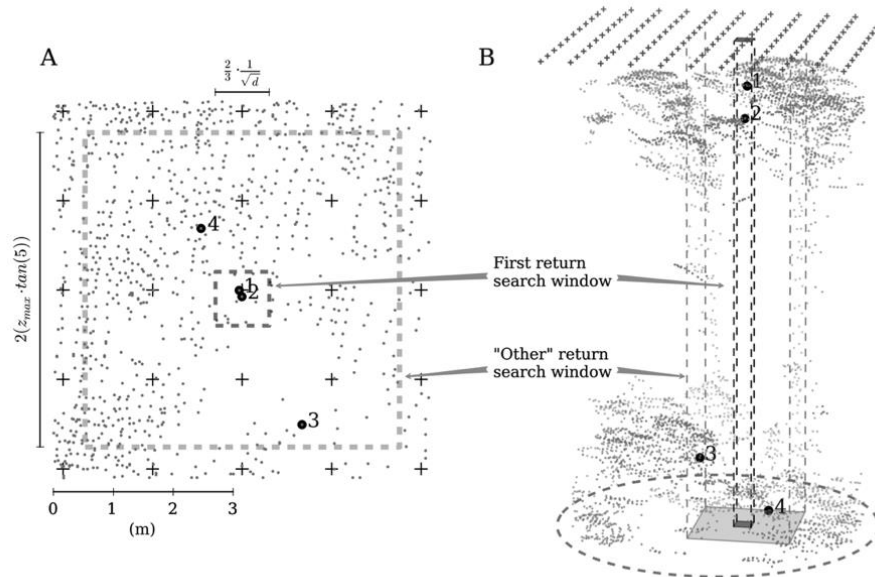 A
2/3 · 1/√d
2(z_max · tan(5))
4
1
2
3
0 1 2 3
(m)
First return
search window
"Other" return
search window
B
1
2
3
4